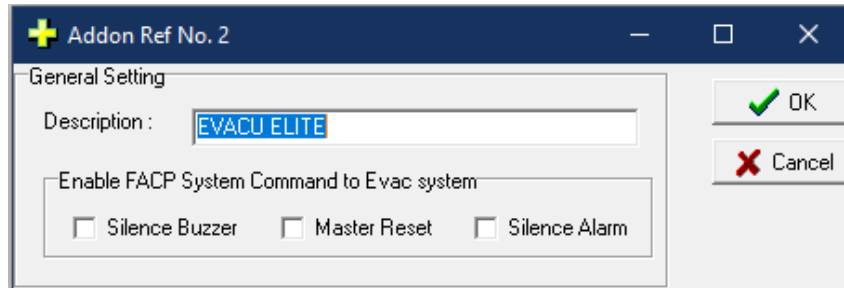 Addon Ref No. 2
General Setting
OK
Description :
EVACU ELITE
Cancel
Enable FACP System Command to Evac system
Silence Buzzer
Master Reset
Silence Alarm